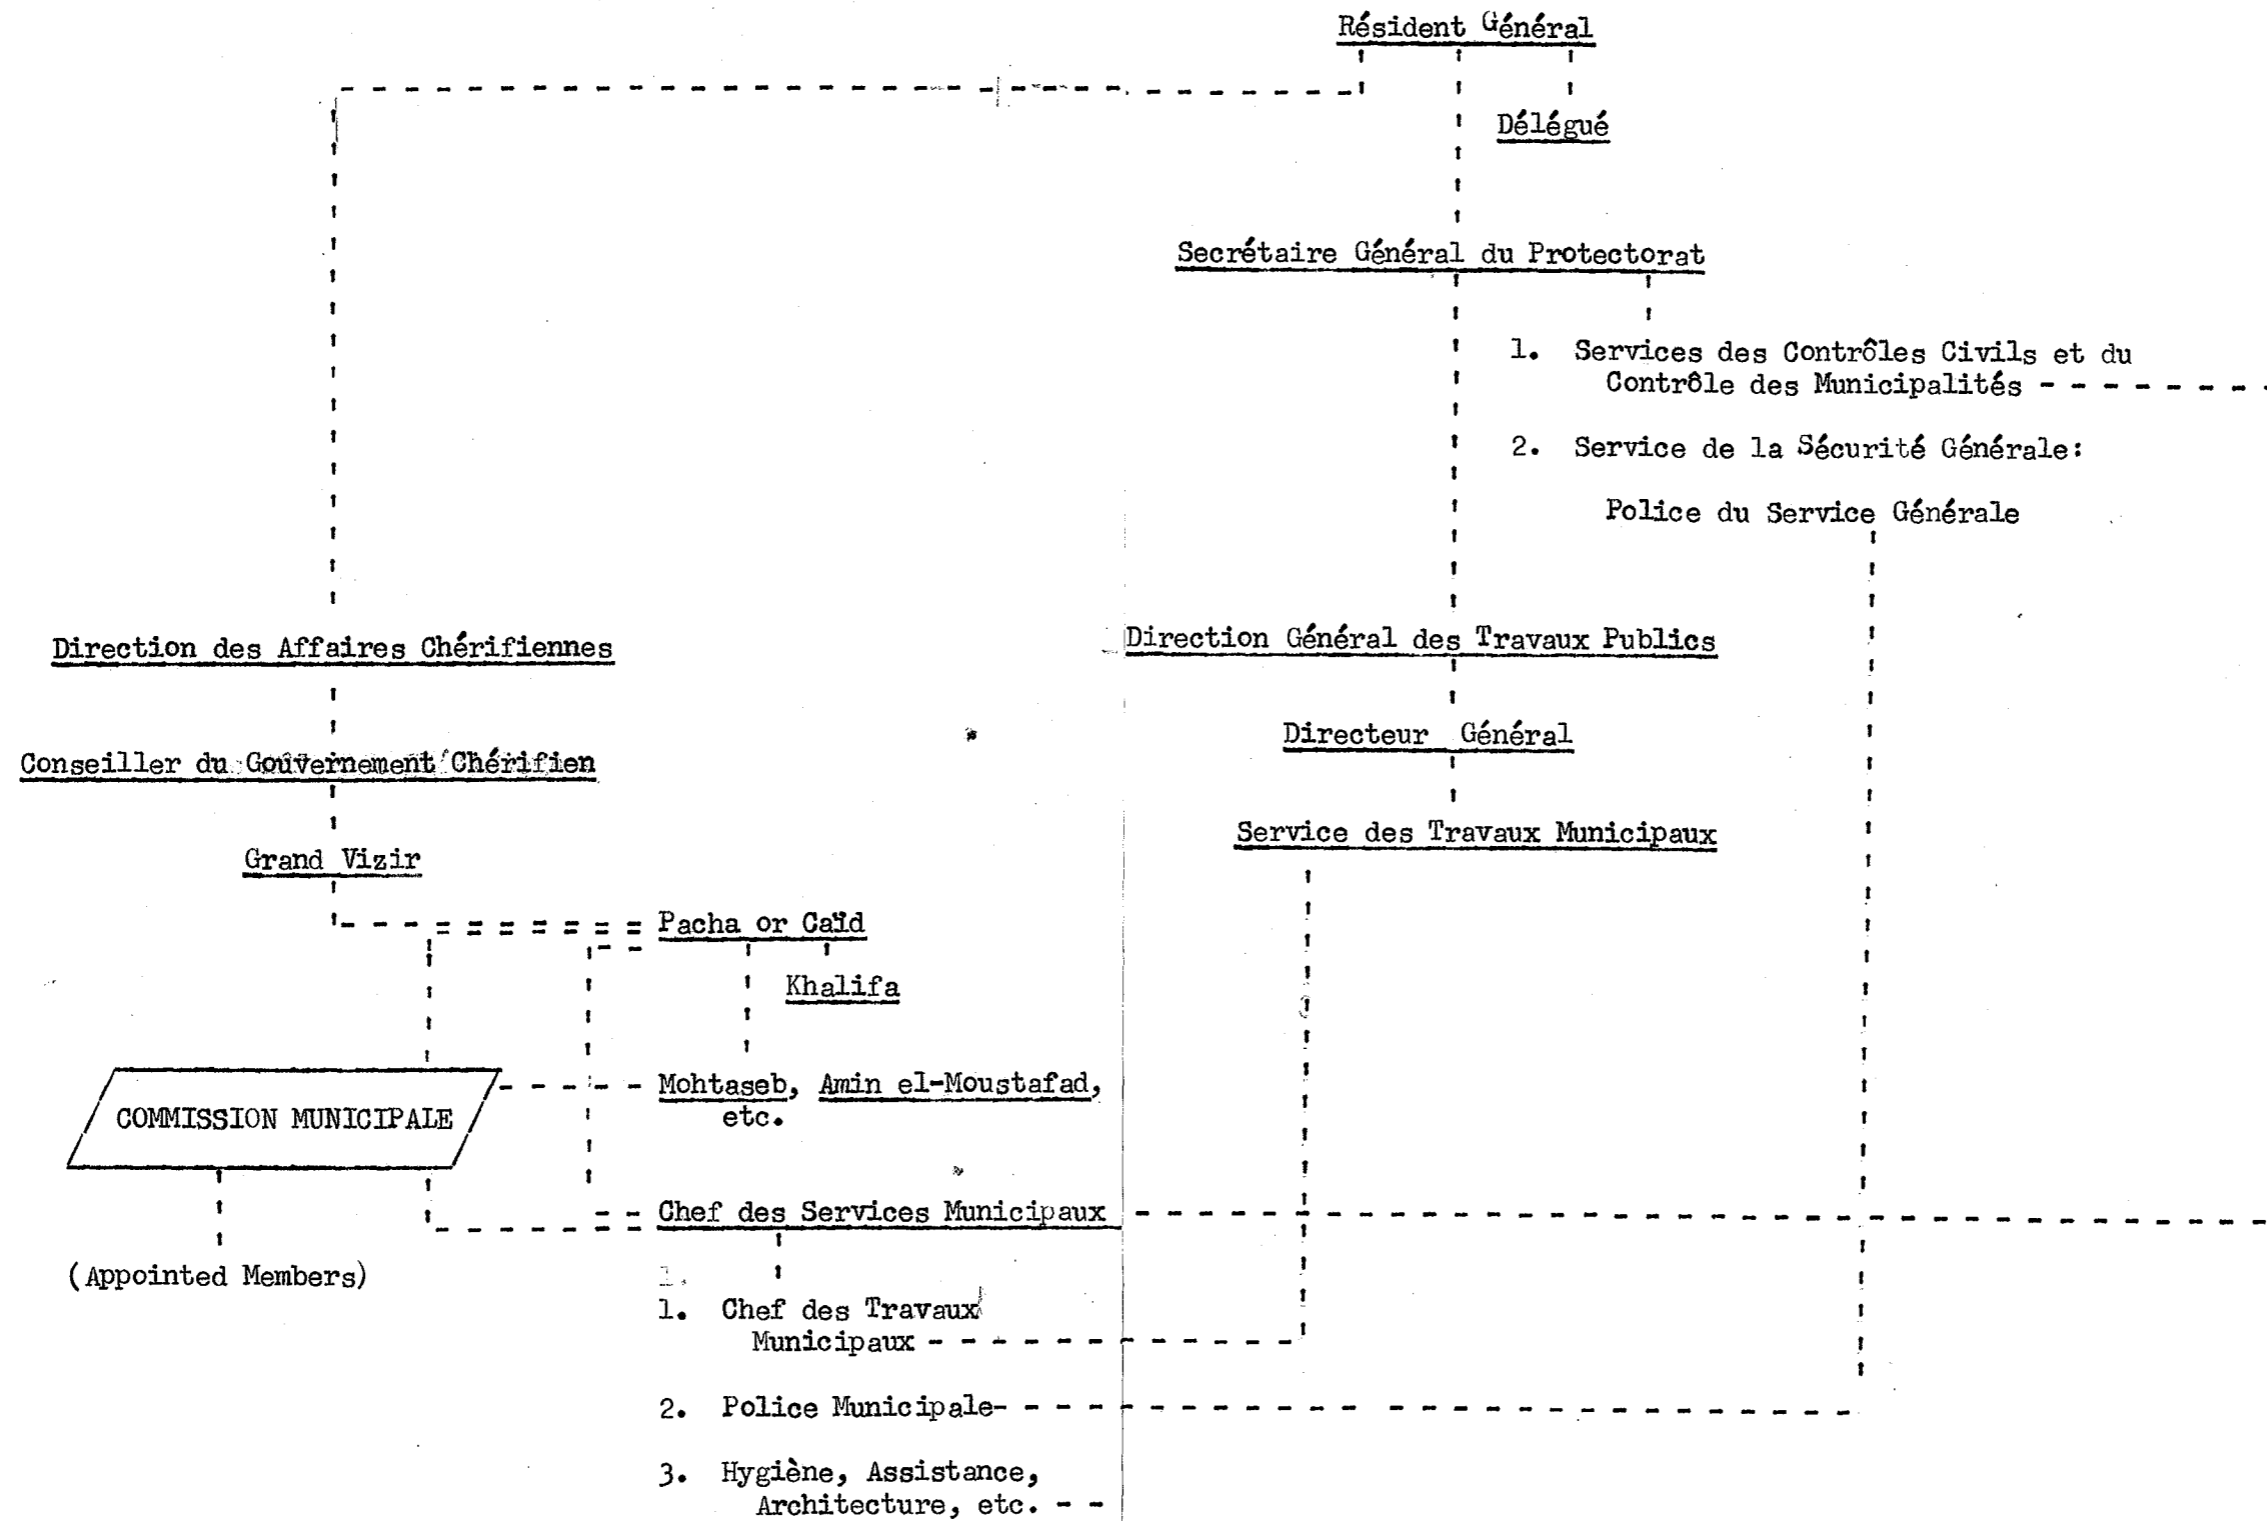 Résident Général
Délégué
Secrétaire Général du Protectorat
1. Services des Contrôles Civils et du
Contrôle des Municipalités
2. Service de la Sécurité Générale:
Police du Service Générale
Direction des Affaires Chérifiennes
Direction Général des Travaux Publics
Directeur Général
Conseiller du Gouvernement Chérifien
Service des Travaux Municipaux
Grand Vizir
Pacha or Caïd
Khalifa
Mohtaseb, Amin el-Moustafad,
etc.
COMMISSION MUNICIPALE
Chef des Services Municipaux
(Appointed Members)
1.
1. Chef des Travaux
Municipaux
2. Police Municipale
3. Hygiène, Assistance,
Architecture, etc.